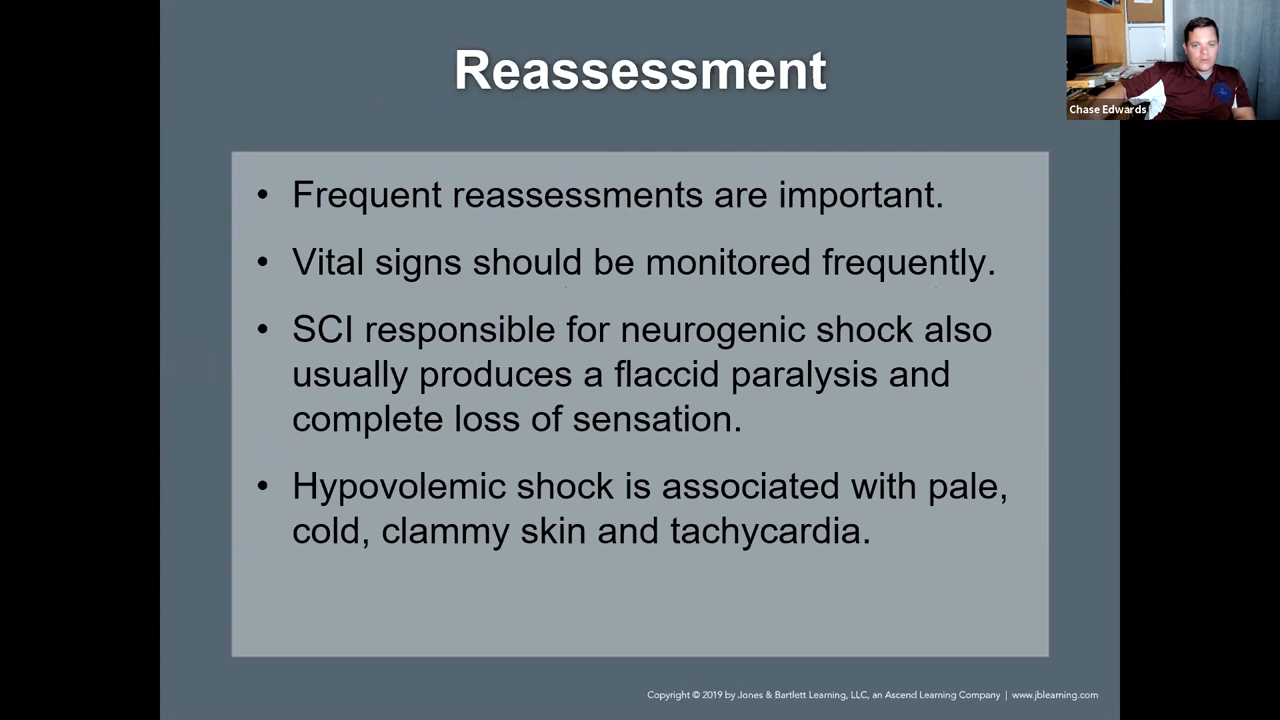 Reassessment
Chase Edwards
• Frequent reassessments are important.
• Vital signs should be monitored frequently.
• SCI responsible for neurogenic shock also
usually produces a flaccid paralysis and
complete loss of sensation.
• Hypovolemic shock is associated with pale,
cold, clammy skin and tachycardia.
Copyright © 2019 by Jones & Bartlett Learning, LLC, an Ascend Learning Company | www.jblearning.com